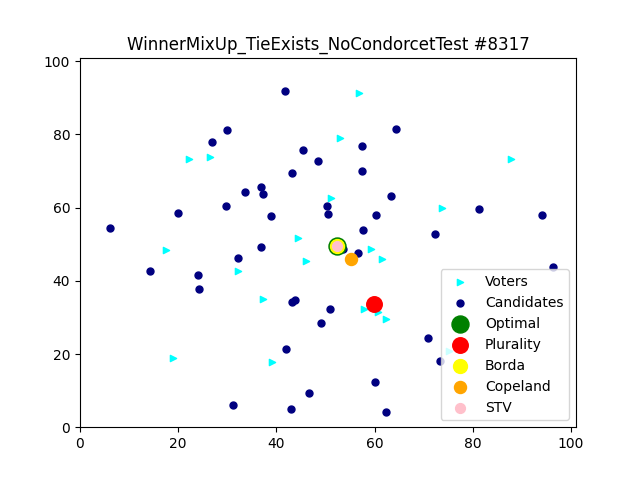 WinnerMixUp_TieExists_NoCondorcetTest #8317
100
80
60
40
20
0
Voters
Candidates
Optimal
Plurality
Borda
Copeland
STV
0 20 40 60 80 100